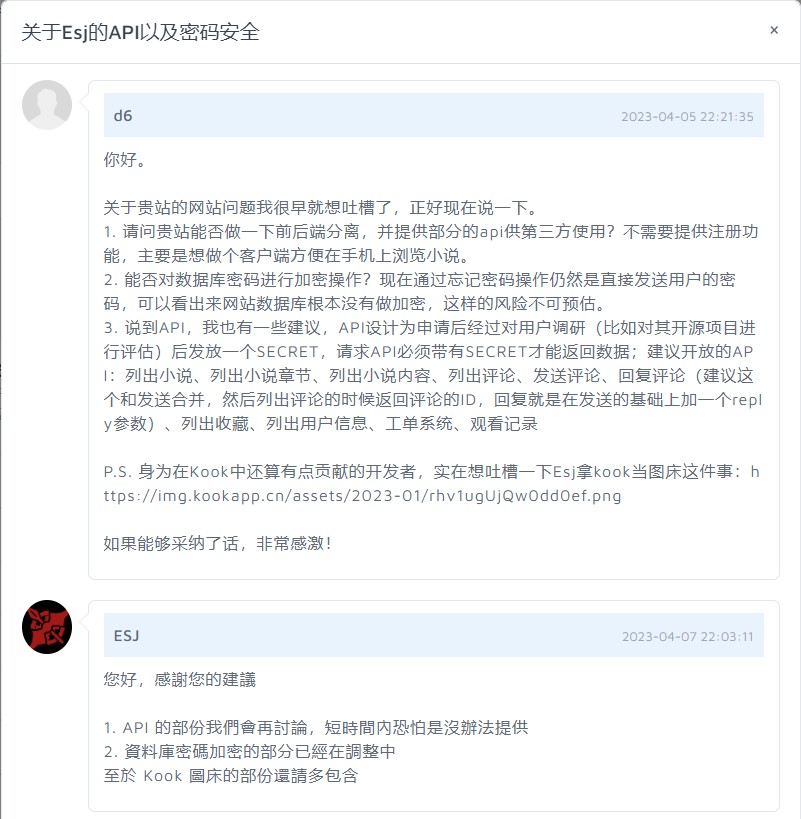 关于Esj的API以及密码安全
×
d6
2023-04-05 22:21:35
你好。
关于贵站的网站问题我很早就想吐槽了，正好现在说一下。
1. 请问贵站能否做一下前后端分离，并提供部分的api供第三方使用？不需要提供注册功
能，主要是想做个客户端方便在手机上浏览小说。
2. 能否对数据库密码进行加密操作？现在通过忘记密码操作仍然是直接发送用户的密
码，可以看出来网站数据库根本没有做加密，这样的风险不可预估。
3. 说到API，我也有一些建议，API设计为申请后经过对用户调研（比如对其开源项目进
行评估）后发放一个SECRET，请求API必须带有SECRET才能返回数据；建议开放的AP
I：列出小说、列出小说章节、列出小说内容、列出评论、发送评论、回复评论（建议这
个和发送合并，然后列出评论的时候返回评论的ID，回复就是在发送的基础上加一个repl
y参数）、列出收藏、列出用户信息、工单系统、观看记录
P.S. 身为在Kook中还算有点贡献的开发者，实在想吐槽一下Esj拿kook当图床这件事：h
ttps://img.kookapp.cn/assets/2023-01/rhv1ugUjQw0dd0ef.png
如果能够采纳了话，非常感激！
ESJ
2023-04-07 22:03:11
您好，感謝您的建議
1. API 的部份我們會再討論，短時間內恐怕是沒辦法提供
2. 資料庫密碼加密的部分已經在調整中
至於 Kook 圖床的部份還請多包含